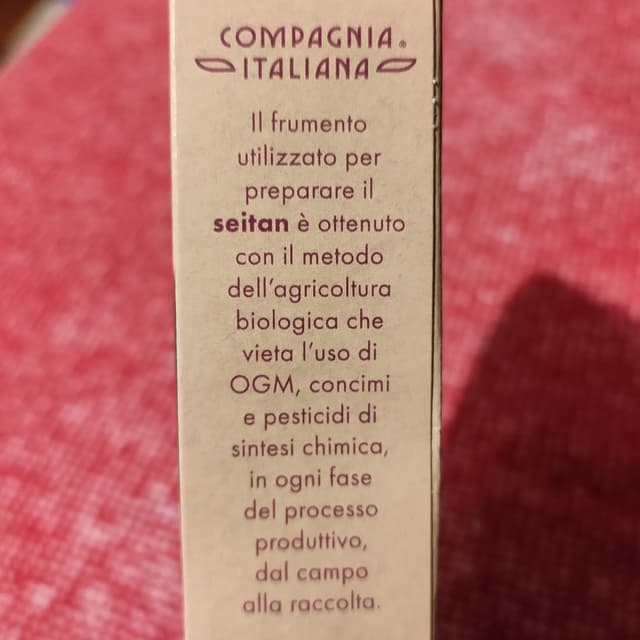 COMPAGNIA®
ITALIANA
Il frumento
utilizzato per
preparare il
seitan è ottenuto
con il metodo
dell'agricoltura
biologica che
vieta l'uso di
OGM, concimi
e pesticidi di
sintesi chimica,
in ogni fase
del processo
produttivo,
dal campo
alla raccolta.